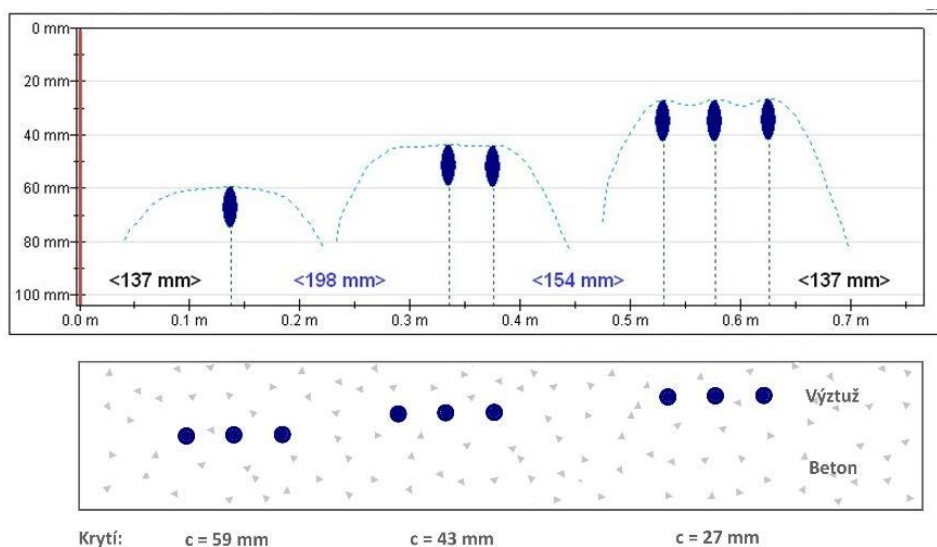 0 mm
20 mm
40 mm
60 mm
80 mm
100 mm
<137 mm>
<198 mm>
<154 mm>
<137 mm>
0.0 m
0.1 m
0.2 m
0.3 m
0.4 m
0.5 m
0.6 m
0.7 m
Výztuž
Beton
Krytí: c = 59 mm c = 43 mm c = 27 mm